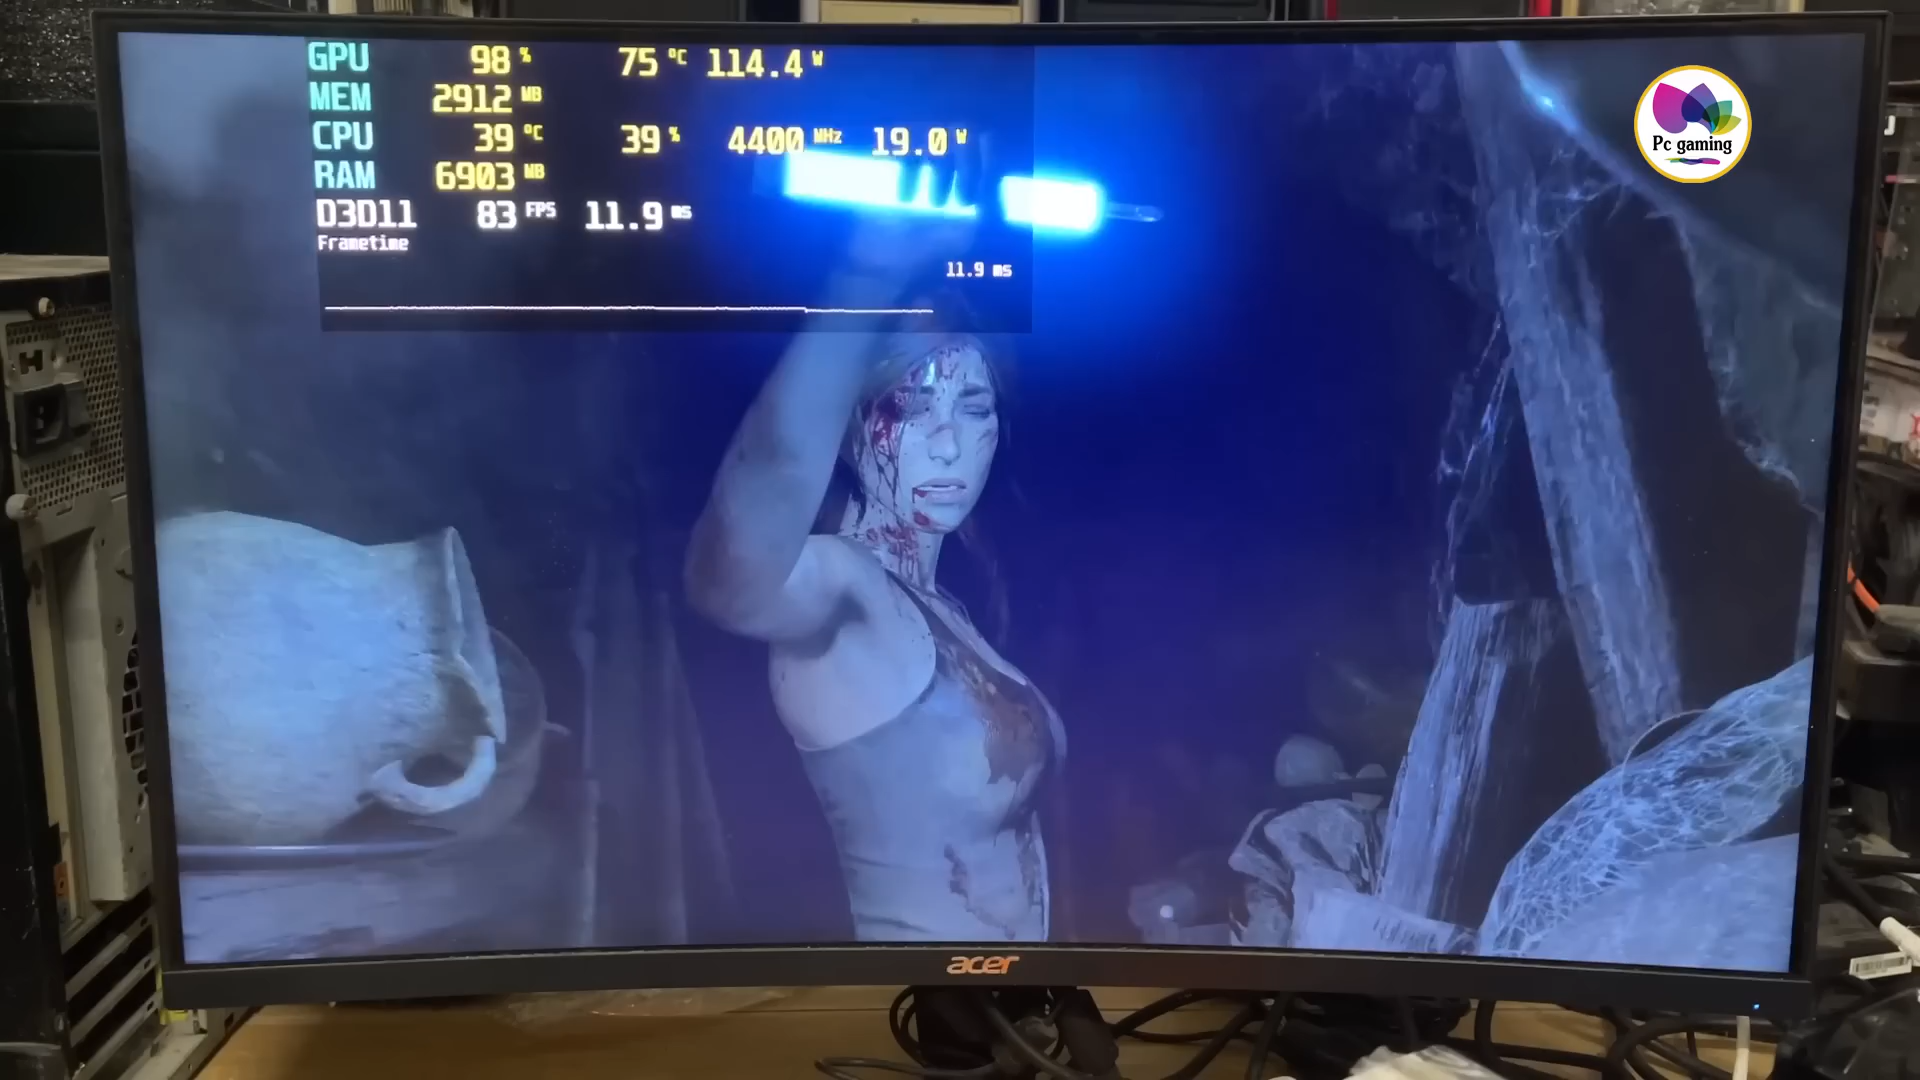 GPU 98 % 75 °C 114.4 W
MEM 2912 MB
CPU 39 °C 39 % 4400 MHz 19.0 W
RAM 6903 MB
D3D11 83 FPS 11.9 ms
Frametime
11.9 ms
Pc gaming
acer